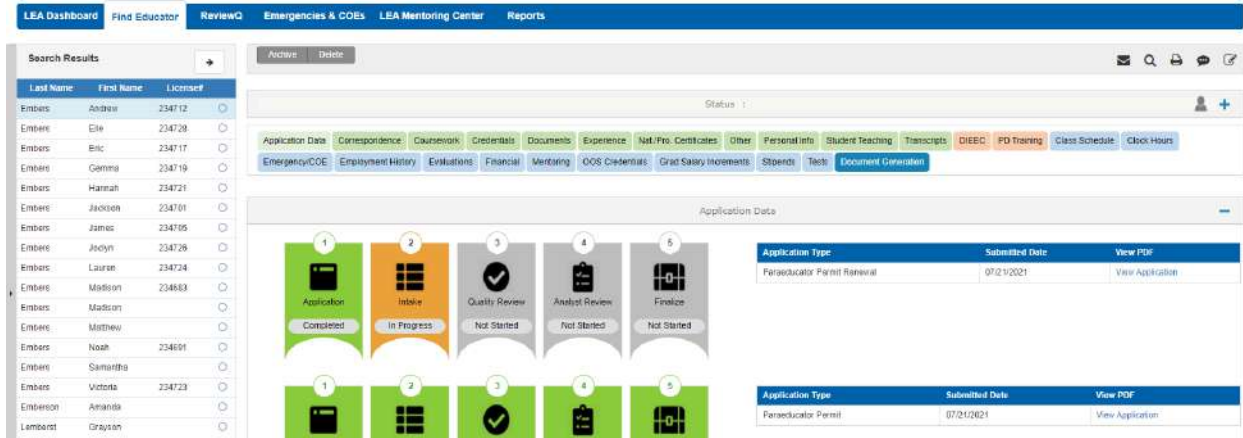 LEA Dashboard Find Educator ReviewQ Emergencies & COEs LEA Mentoring Center Reports
Search Results
Archive Delete
Last Name First Name License#
Status :
Embers Andrew 234712
Embers Elle 234728
Embers Eric 234717
Embers Gemma 234719
Embers Hannah 234721
Embers Jackson 234701
Embers James 234705
Embers Joclyn 234726
Embers Lauren 234724
Embers Madison 234683
Embers Madison
Embers Matthew
Embers Noah 234691
Embers Samantha
Embers Victoria 234723
Emberson Amanda
Lemberst Grayson
Application Data Correspondence Coursework Credentials Documents Experience Nat./Pro. Certificates Other Personal Info Student Teaching Transcripts DIEEC PD Training Class Schedule Clock Hours
Emergency/COE Employment History Evaluations Financial Mentoring OOS Credentials Grad Salary Increments Stipends Tests Document Generation
Application Data
1 2 3 4 5
Application Intake Quality Review Analyst Review Finalize
Completed In Progress Not Started Not Started Not Started
Application Type Submitted Date View PDF
Paraeducator Permit Renewal 07/21/2021 View Application
1 2 3 4 5
Application Type Submitted Date View PDF
Paraeducator Permit 07/21/2021 View Application